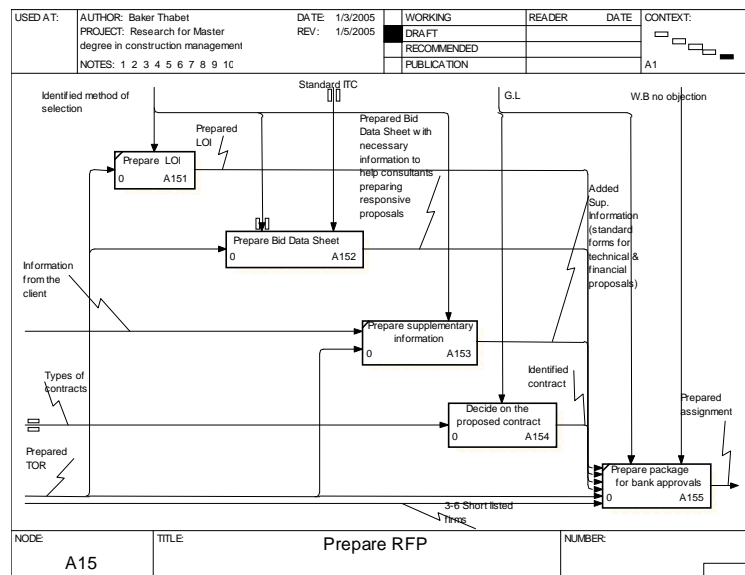 USED AT:
AUTHOR: Baker Thabet
DATE: 1/3/2005
PROJECT: Research for Master
REV: 1/5/2005
degree in construction management
NOTES: 1 2 3 4 5 6 7 8 9 10
WORKING
READER
DATE
CONTEXT:
DRAFT
RECOMMENDED
PUBLICATION
A1
Identified method of
selection
Standard ITC
G.L
W.B no objection
Prepared
LOI
Prepared Bid
Data Sheet with
necessary
information to
help consultants
preparing
responsive
proposals
Prepare LOI
0
A151
Added
Sup.
Information
(standard
forms for
technical &
financial
proposals)
Prepare Bid Data Sheet
0
A152
Information
from the
client
Prepare supplementary
information
0
A153
Types of
contracts
Identified
contract
Decide on the
proposed contract
0
A154
Prepared
assignment
Prepared
TOR
Prepare package
for bank approvals
0
A155
3-6 Short listed
firms
NODE:
A15
TITLE:
Prepare RFP
NUMBER: